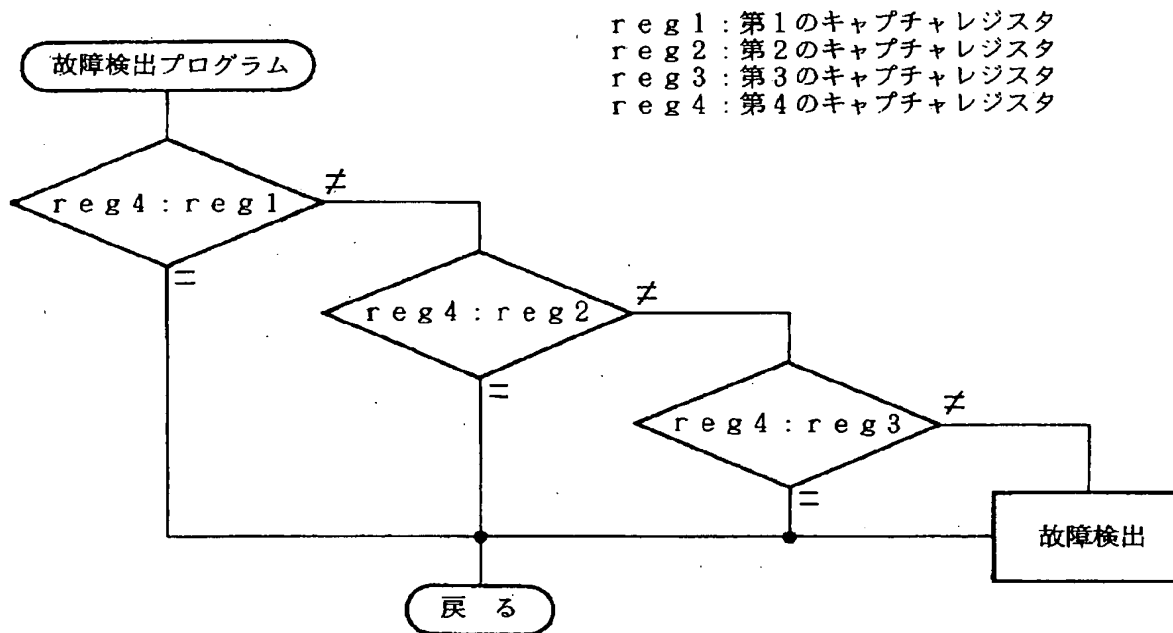 reg1：第1のキャプチャレジスタ
reg2：第2のキャプチャレジスタ
reg3：第3のキャプチャレジスタ
reg4：第4のキャプチャレジスタ
故障検出プログラム
reg4：reg1
≠
=
reg4：reg2
≠
=
reg4：reg3
≠
=
故障検出
戻る